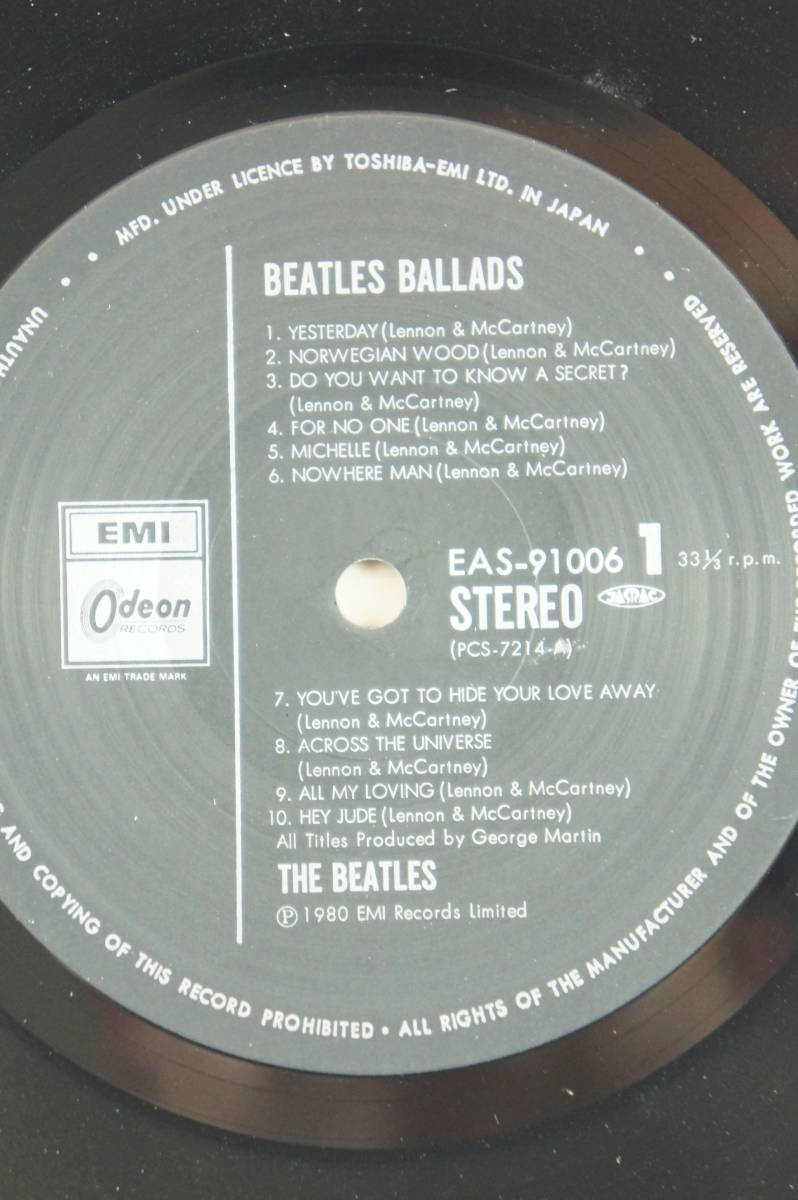 MFD. UNDER LICENCE BY TOSHIBA-EMI LTD. IN JAPAN
BEATLES BALLADS
1. YESTERDAY (Lennon & McCartney)
2. NORWEGIAN WOOD (Lennon & McCartney)
3. DO YOU WANT TO KNOW A SECRET?
(Lennon & McCartney)
4. FOR NO ONE (Lennon & McCartney)
5. MICHELLE (Lennon & McCartney)
6. NOWHERE MAN (Lennon & McCartney)
EMI
Odeon
RECORDS
AN EMI TRADE MARK
EAS-91006 1 33⅓ r.p.m.
STEREO JASRAC
(PCS-7214-A)
7. YOU'VE GOT TO HIDE YOUR LOVE AWAY
(Lennon & McCartney)
8. ACROSS THE UNIVERSE
(Lennon & McCartney)
9. ALL MY LOVING (Lennon & McCartney)
10. HEY JUDE (Lennon & McCartney)
All Titles Produced by George Martin
THE BEATLES
Ⓟ 1980 EMI Records Limited
AND COPYING OF THIS RECORD PROHIBITED • ALL RIGHTS OF THE MANUFACTURER AND OF THE OWNER OF THE RECORDED WORK ARE RESERVED